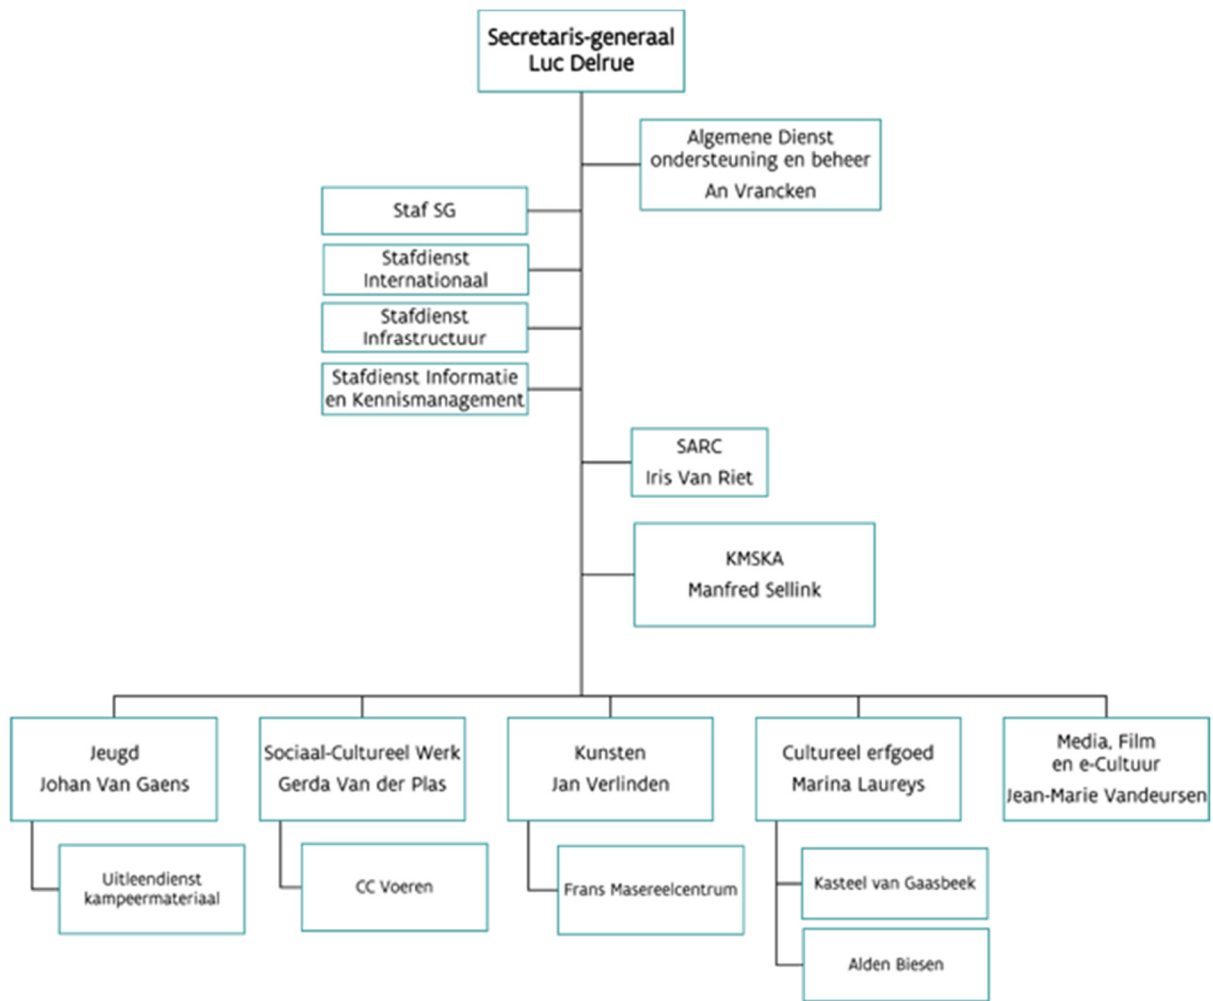 Secretaris-generaal
Luc Delrue
Algemene Dienst
ondersteuning en beheer
An Vrancken
Staf SG
Stafdienst
Internationaal
Stafdienst
Infrastructuur
Stafdienst Informatie
en Kennismanagement
SARC
Iris Van Riet
KMSKA
Manfred Sellink
Jeugd
Johan Van Gaens
Sociaal-Cultureel Werk
Gerda Van der Plas
Kunsten
Jan Verlinden
Cultureel erfgoed
Marina Laureys
Media, Film
en e-Cultuur
Jean-Marie Vandeursen
Uitleendienst
kampeermateriaal
CC Voeren
Frans Masereelcentrum
Kasteel van Gaasbeek
Alden Biesen